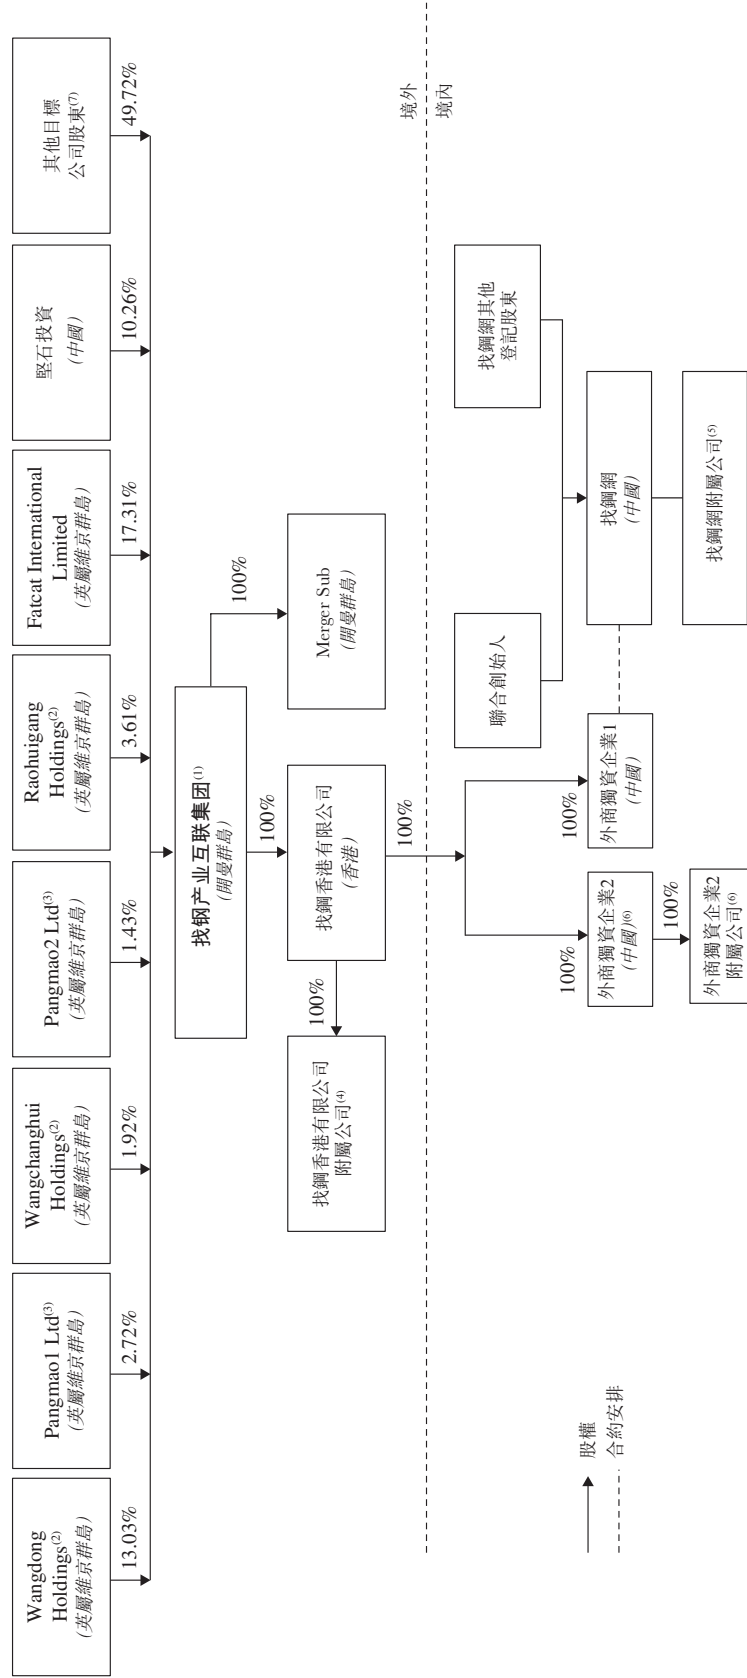 Wangdong
Holdings(2)
(英屬維京群島)
13.03%
Pangmao1 Ltd(3)
(英屬維京群島)
2.72%
Wangchanghui
Holdings(2)
(英屬維京群島)
1.92%
Pangmao2 Ltd(3)
(英屬維京群島)
1.43%
Raohuigang
Holdings(2)
(英屬維京群島)
3.61%
Fatcat International
Limited
(英屬維京群島)
17.31%
堅石投資
(中國)
10.26%
其他目標
公司股東(7)
49.72%
找钢产业互联集团(1)
(開曼群島)
100%
100%
找鋼香港有限公司
附屬公司(4)
100%
找鋼香港有限公司
(香港)
Merger Sub
(開曼群島)
100%
境外
境內
聯合創始人
找鋼網其他
登記股東
100%
100%
外商獨資企業2
(中國)(6)
外商獨資企業1
(中國)
找鋼網
(中國)
100%
外商獨資企業2
附屬公司(6)
找鋼網附屬公司(5)
股權
合約安排